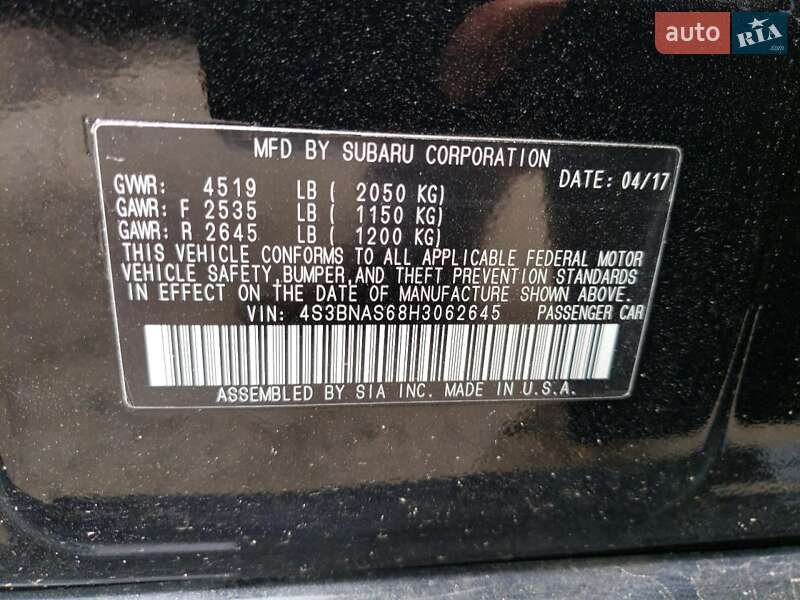 auto RIA.com
MFD BY SUBARU CORPORATION
DATE: 04/17
GVWR: 4519 LB ( 2050 KG)
GAWR: F 2535 LB ( 1150 KG)
GAWR: R 2645 LB ( 1200 KG)
THIS VEHICLE CONFORMS TO ALL APPLICABLE FEDERAL MOTOR
VEHICLE SAFETY,BUMPER,AND THEFT PREVENTION STANDARDS
IN EFFECT ON THE DATE OF MANUFACTURE SHOWN ABOVE.
VIN: 4S3BNAS68H3062645 PASSENGER CAR
ASSEMBLED BY SIA INC. MADE IN U.S.A.